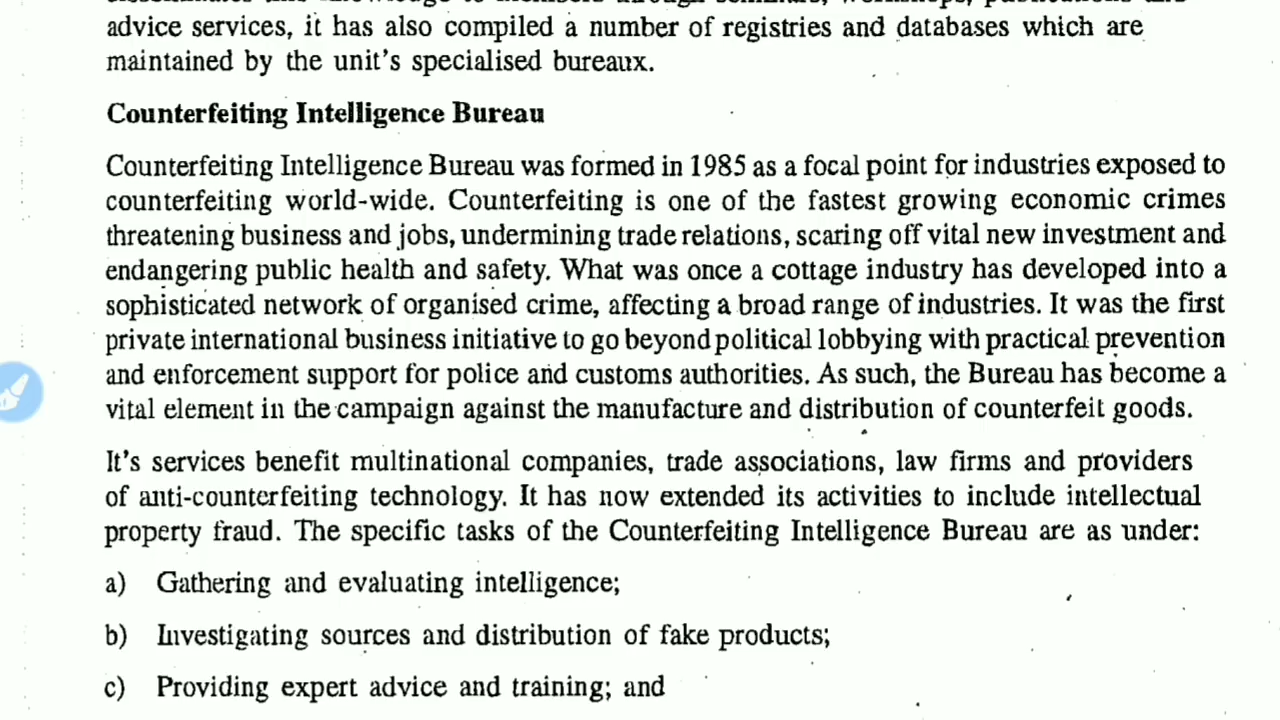 advice services, it has also compiled a number of registries and databases which are
maintained by the unit's specialised bureaux.
Counterfeiting Intelligence Bureau
Counterfeiting Intelligence Bureau was formed in 1985 as a focal point for industries exposed to
counterfeiting world-wide. Counterfeiting is one of the fastest growing economic crimes
threatening business and jobs, undermining trade relations, scaring off vital new investment and
endangering public health and safety. What was once a cottage industry has developed into a
sophisticated network of organised crime, affecting a broad range of industries. It was the first
private international business initiative to go beyond political lobbying with practical prevention
and enforcement support for police and customs authorities. As such, the Bureau has become a
vital element in the campaign against the manufacture and distribution of counterfeit goods.
It's services benefit multinational companies, trade associations, law firms and providers
of anti-counterfeiting technology. It has now extended its activities to include intellectual
property fraud. The specific tasks of the Counterfeiting Intelligence Bureau are as under:
a) Gathering and evaluating intelligence;
b) Investigating sources and distribution of fake products;
c) Providing expert advice and training; and